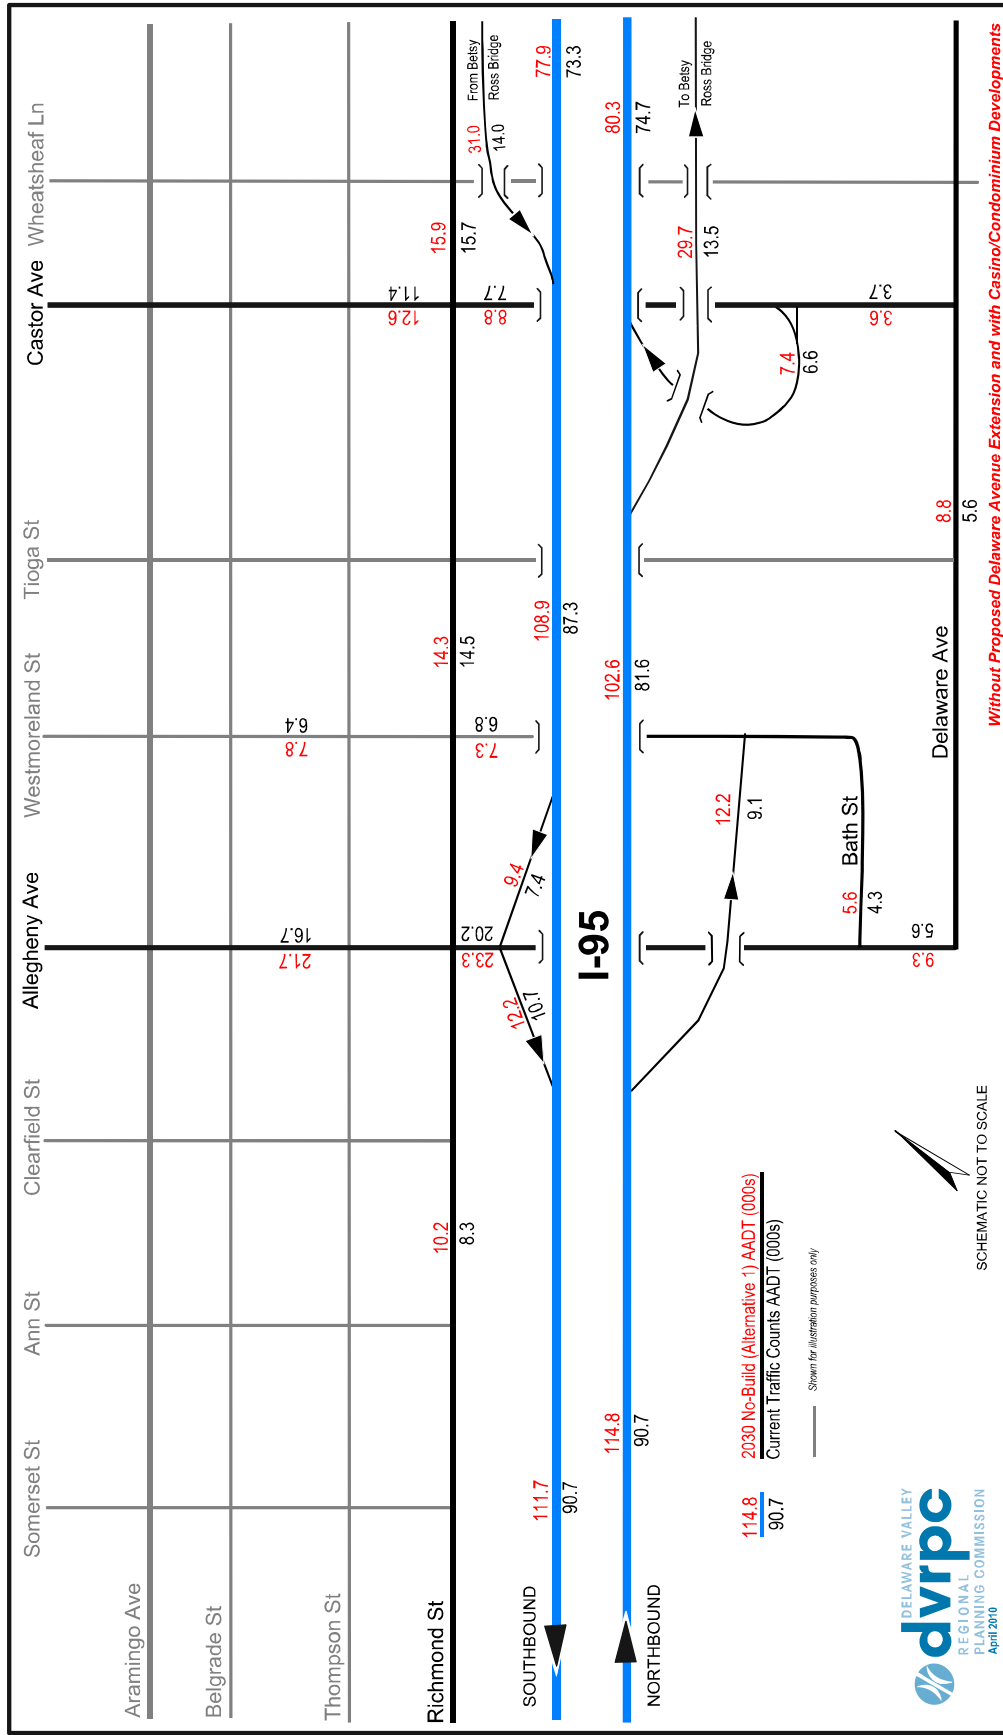 Somerset St
Ann St
Clearfield St
Allegheny Ave
Westmoreland St
Tioga St
Castor Ave
Wheatsheaf Ln
Aramingo Ave
Belgrade St
Thompson St
Richmond St
21.7
16.7
7.8
6.4
12.6
11.4
10.2
8.3
14.3
14.5
15.9
15.7
23.3
20.2
7.3
6.8
8.8
7.7
31.0
14.0
From Betsy
Ross Bridge
12.2
10.7
9.4
7.4
SOUTHBOUND
111.7
90.7
108.9
87.3
77.9
73.3
I-95
NORTHBOUND
114.8
90.7
102.6
81.6
80.3
74.7
29.7
13.5
To Betsy
Ross Bridge
12.2
9.1
7.4
6.6
Bath St
5.6
4.3
9.3
5.6
3.6
3.7
Delaware Ave
8.8
5.6
114.8
90.7
2030 No-Build (Alternative 1) AADT (000s)
Current Traffic Counts AADT (000s)
Shown for illustration purposes only
SCHEMATIC NOT TO SCALE
DELAWARE VALLEY
dvrpc
REGIONAL
PLANNING COMMISSION
April 2010
Without Proposed Delaware Avenue Extension and with Casino/Condominium Developments